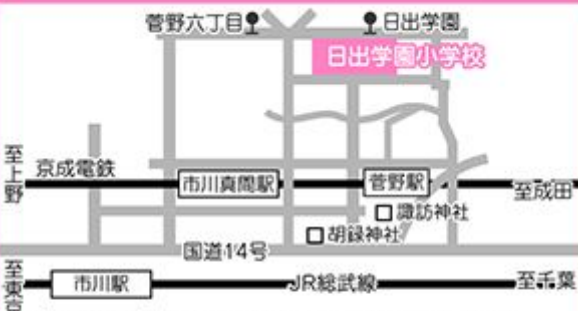 菅野六丁目
日出学園
日出学園小学校
至上野
京成電鉄
市川真間駅
菅野駅
至成田
諏訪神社
胡録神社
国道14号
至東京
市川駅
JR総武線
至千葉